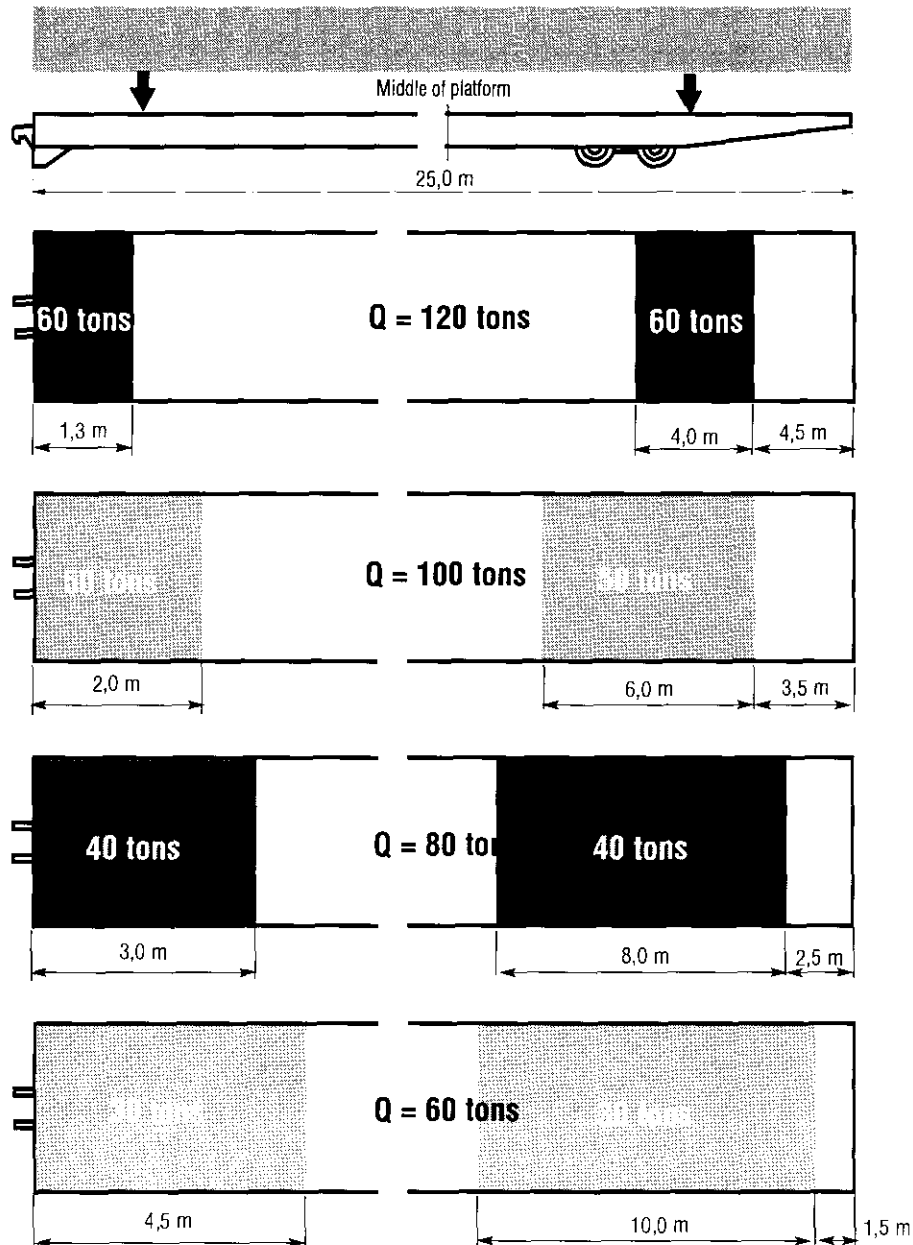 Middle of platform
25,0 m
60 tons
Q = 120 tons
60 tons
1,3 m
4,0 m
4,5 m
Q = 100 tons
2,0 m
6,0 m
3,5 m
40 tons
Q = 80 to
40 tons
3,0 m
8,0 m
2,5 m
Q = 60 tons
4,5 m
10,0 m
1,5 m